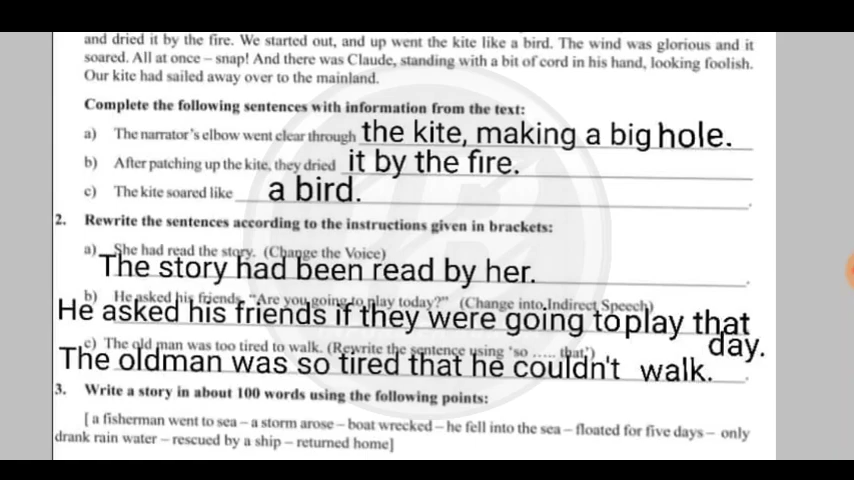 and dried it by the fire. We started out, and up went the kite like a bird. The wind was glorious and it
soared. All at once – snap! And there was Claude, standing with a bit of cord in his hand, looking foolish.
Our kite had sailed away over to the mainland.
Complete the following sentences with information from the text:
a) The narrator's elbow went clear through the kite, making a big hole.
b) After patching up the kite, they dried it by the fire.
c) The kite soared like a bird.
2. Rewrite the sentences according to the instructions given in brackets:
a) She had read the story. (Change the Voice)
The story had been read by her.
b) He asked his friends, “Are you going to play today?” (Change into Indirect Speech)
He asked his friends if they were going to play that
day.
c) The old man was too tired to walk. (Rewrite the sentence using ‘so ..... that’)
The oldman was so tired that he couldn't walk.
3. Write a story in about 100 words using the following points:
[ a fisherman went to sea – a storm arose – boat wrecked – he fell into the sea – floated for five days – only
drank rain water – rescued by a ship – returned home]